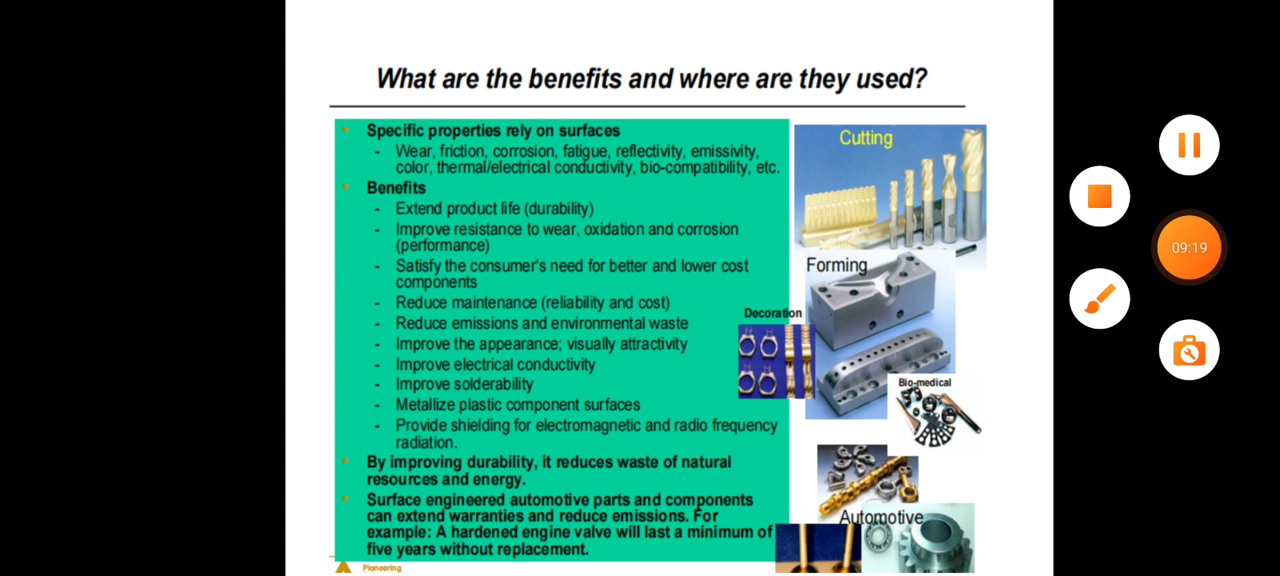 What are the benefits and where are they used?
Specific properties rely on surfaces
- Wear, friction, corrosion, fatigue, reflectivity, emissivity,
color, thermal/electrical conductivity, bio-compatibility, etc.
Benefits
- Extend product life (durability)
- Improve resistance to wear, oxidation and corrosion
(performance)
- Satisfy the consumer's need for better and lower cost
components
- Reduce maintenance (reliability and cost)
- Reduce emissions and environmental waste
- Improve the appearance; visually attractivity
- Improve electrical conductivity
- Improve solderability
- Metallize plastic component surfaces
- Provide shielding for electromagnetic and radio frequency
radiation.
By improving durability, it reduces waste of natural
resources and energy.
Surface engineered automotive parts and components
can extend warranties and reduce emissions. For
example: A hardened engine valve will last a minimum of
five years without replacement.
Pioneering
Cutting
Forming
Decoration
Bio-medical
Automotive
09:19